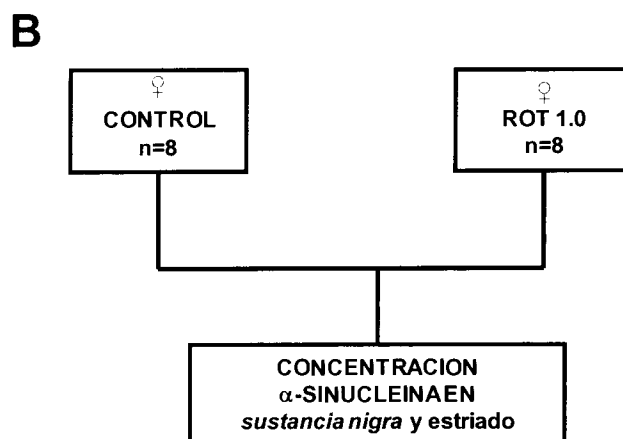 B
♀
CONTROL
n=8
♀
ROT 1.0
n=8
CONCENTRACION
α-SINUCLEINAEN
sustancia nigra y estriado